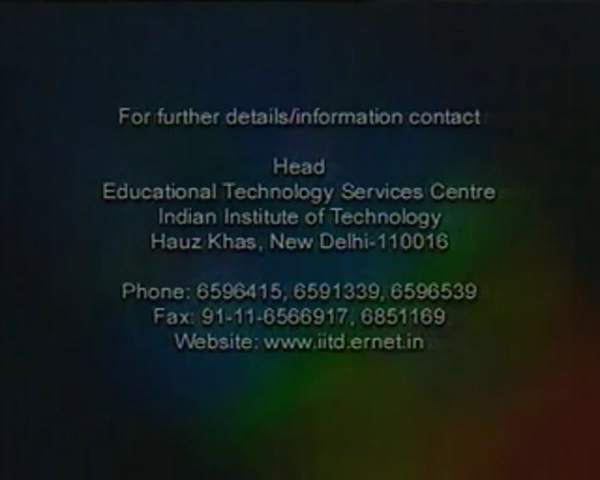 For further details/information contact
Head
Educational Technology Services Centre
Indian Institute of Technology
Hauz Khas, New Delhi-110016
Phone: 6596415, 6591339, 6596539
Fax: 91-11-6566917, 6851169
Website: www.iitd.ernet.in